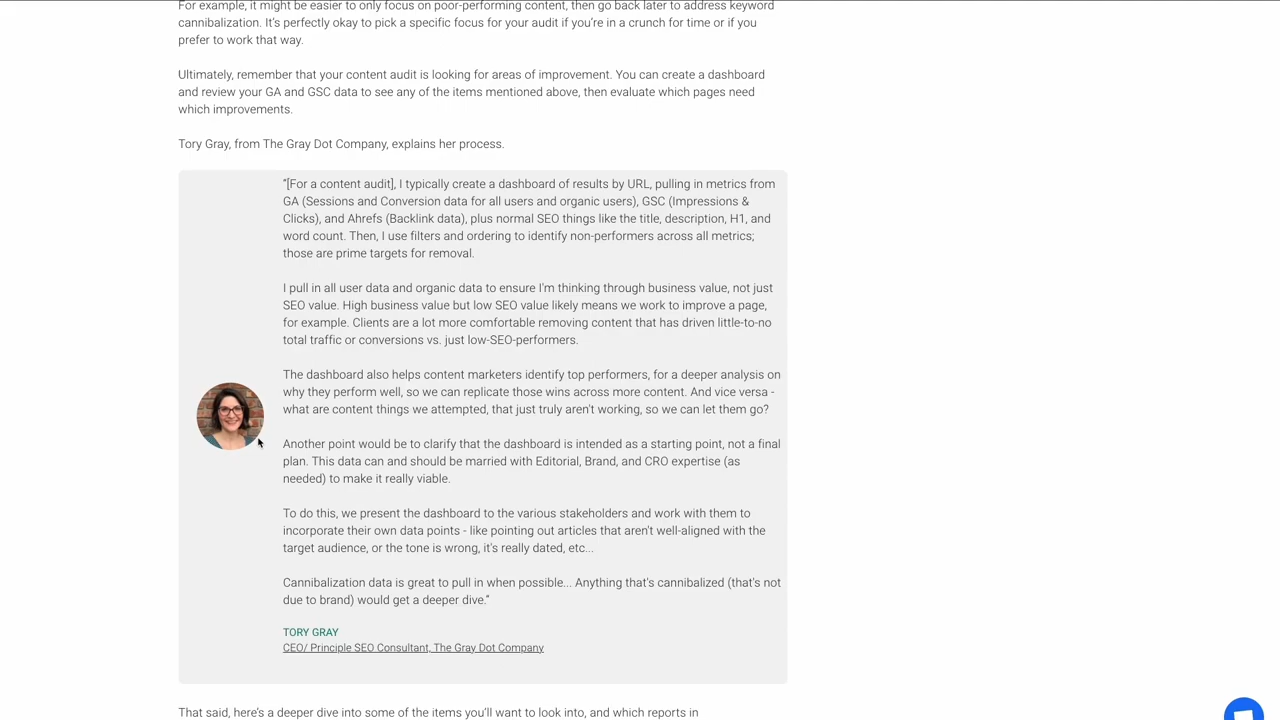 For example, it might be easier to only focus on poor-performing content, then go back later to address keyword
cannibalization. It's perfectly okay to pick a specific focus for your audit if you're in a crunch for time or if you
prefer to work that way.
Ultimately, remember that your content audit is looking for areas of improvement. You can create a dashboard
and review your GA and GSC data to see any of the items mentioned above, then evaluate which pages need
which improvements.
Tory Gray, from The Gray Dot Company, explains her process.
"[For a content audit], I typically create a dashboard of results by URL, pulling in metrics from
GA (Sessions and Conversion data for all users and organic users), GSC (Impressions &
Clicks), and Ahrefs (Backlink data), plus normal SEO things like the title, description, H1, and
word count. Then, I use filters and ordering to identify non-performers across all metrics;
those are prime targets for removal.
I pull in all user data and organic data to ensure I'm thinking through business value, not just
SEO value. High business value but low SEO value likely means we work to improve a page,
for example. Clients are a lot more comfortable removing content that has driven little-to-no
total traffic or conversions vs. just low-SEO-performers.
The dashboard also helps content marketers identify top performers, for a deeper analysis on
why they perform well, so we can replicate those wins across more content. And vice versa -
what are content things we attempted, that just truly aren't working, so we can let them go?
Another point would be to clarify that the dashboard is intended as a starting point, not a final
plan. This data can and should be married with Editorial, Brand, and CRO expertise (as
needed) to make it really viable.
To do this, we present the dashboard to the various stakeholders and work with them to
incorporate their own data points - like pointing out articles that aren't well-aligned with the
target audience, or the tone is wrong, it's really dated, etc...
Cannibalization data is great to pull in when possible... Anything that's cannibalized (that's not
due to brand) would get a deeper dive."
TORY GRAY
CEO/ Principle SEO Consultant, The Gray Dot Company
That said, here's a deeper dive into some of the items you'll want to look into, and which reports in